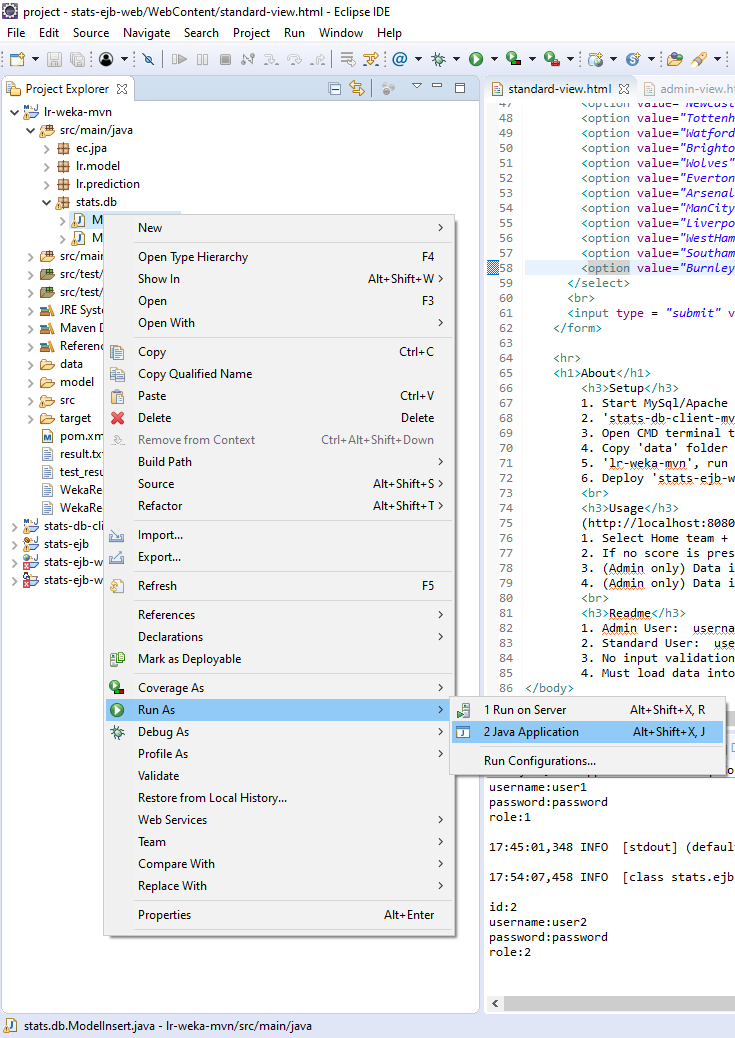 project - stats-ejb-web/WebContent/standard-view.html - Eclipse IDE
File Edit Source Navigate Search Project Run Window Help
Project Explorer
standard-view.html
admin-view.ht
lr-weka-mvn
src/main/java
ec.jpa
lr.model
lr.prediction
stats.db
M
M
src/mai
src/test/
src/test/
JRE Syst
Maven D
Referenc
data
model
src
target
pom.xm
result.tx
test_resu
WekaRe
WekaRe
stats-db-cli
stats-ejb
stats-ejb-w
stats-ejb-w
New
Open Type Hierarchy F4
Show In Alt+Shift+W
Open F3
Open With
Copy Ctrl+C
Copy Qualified Name
Paste Ctrl+V
Delete Delete
Remove from Context Ctrl+Alt+Shift+Down
Build Path
Source Alt+Shift+S
Refactor Alt+Shift+T
Import...
Export...
Refresh F5
References
Declarations
Mark as Deployable
Coverage As
Run As
Debug As
Profile As
Validate
Restore from Local History...
Web Services
Team
Compare With
Replace With
Properties Alt+Enter
1 Run on Server Alt+Shift+X, R
2 Java Application Alt+Shift+X, J
Run Configurations...
47 <option value="Newcast
48 <option value="Tottenh
49 <option value="Watford
50 <option value="Brighto
51 <option value="Wolves"
52 <option value="Everton
53 <option value="Arsenal
54 <option value="ManCity
55 <option value="Liverpo
56 <option value="WestHam
57 <option value="Southam
58 <option value="Burnley
59 </select>
60 <br>
61 <input type = "submit" v
62 </form>
63
64 <hr>
65 <h1>About</h1>
66 <h3>Setup</h3>
67 1. Start MySql/Apache
68 2. 'stats-db-client-mv
69 3. Open CMD terminal t
70 4. Copy 'data' folder
71 5. 'lr-weka-mvn', run
72 6. Deploy 'stats-ejb-w
73 <br>
74 <h3>Usage</h3>
75 (http://localhost:8080
76 1. Select Home team +
77 2. If no score is pres
78 3. (Admin only) Data i
79 4. (Admin only) Data i
80 <br>
81 <h3>Readme</h3>
82 1. Admin User: userna
83 2. Standard User: use
84 3. No input validation
85 4. Must load data into
86 </body>
username:user1
password:password
role:1
17:45:01,348 INFO [stdout] (defaul
17:54:07,458 INFO [class stats.ejb
id:2
username:user2
password:password
role:2
stats.db.ModelInsert.java - lr-weka-mvn/src/main/java